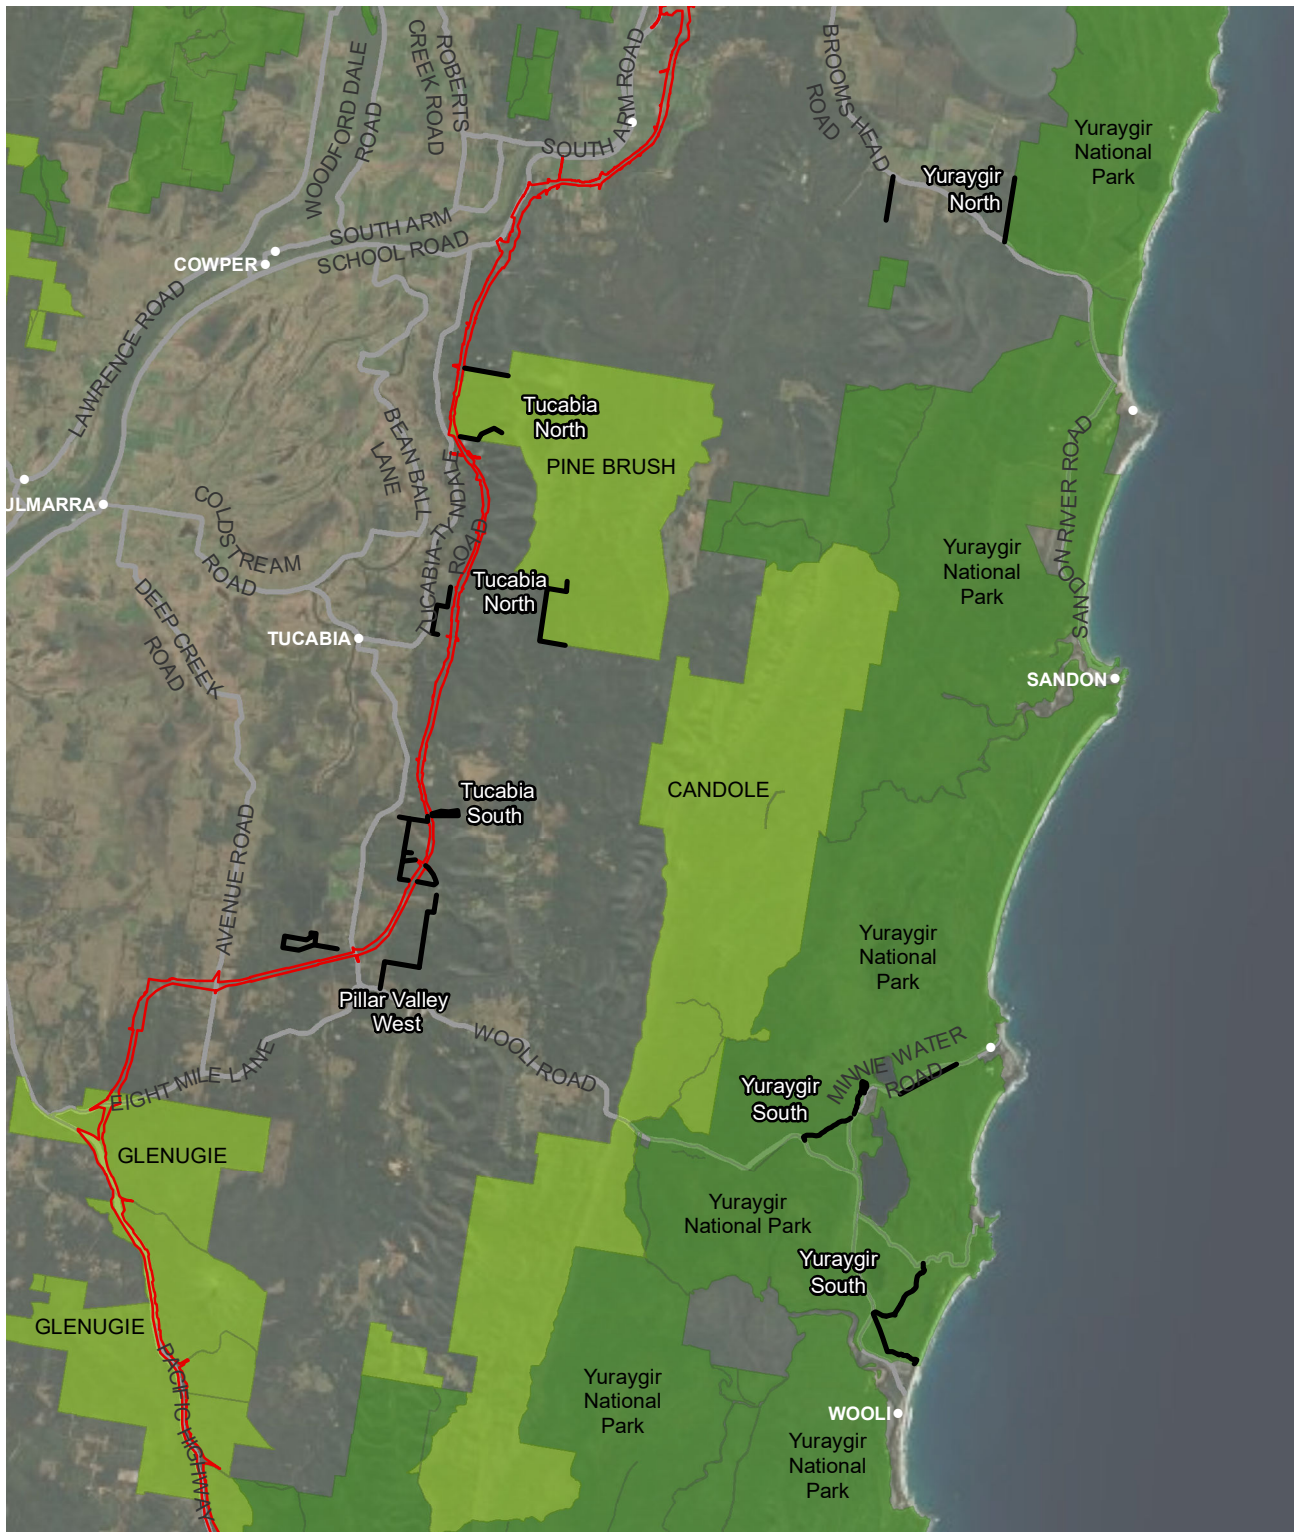 WOODFORD DALE
ROAD
ROBERTS
CREEK ROAD
SOUTH ARM ROAD
BROOMS HEAD
ROAD
Yuraygir
National
Park
Yuraygir
North
SOUTH ARM
SCHOOL ROAD
COWPER
LAWRENCE ROAD
Tucabia
North
PINE BRUSH
BEAN BALL
LANE
ULMARRA
COLDSTREAM
ROAD
TUCABIA-TYNDALE
ROAD
SANDON RIVER ROAD
Yuraygir
National
Park
Tucabia
North
DEEP CREEK
ROAD
TUCABIA
SANDON
Tucabia
South
CANDOLE
AVENUE ROAD
Yuraygir
National
Park
Pillar Valley
West
WOOLI ROAD
MINNIE WATER
ROAD
EIGHT MILE LANE
Yuraygir
South
GLENUGIE
Yuraygir
National Park
Yuraygir
South
GLENUGIE
PACIFIC HIGHWAY
Yuraygir
National
Park
WOOLI
Yuraygir
National
Park